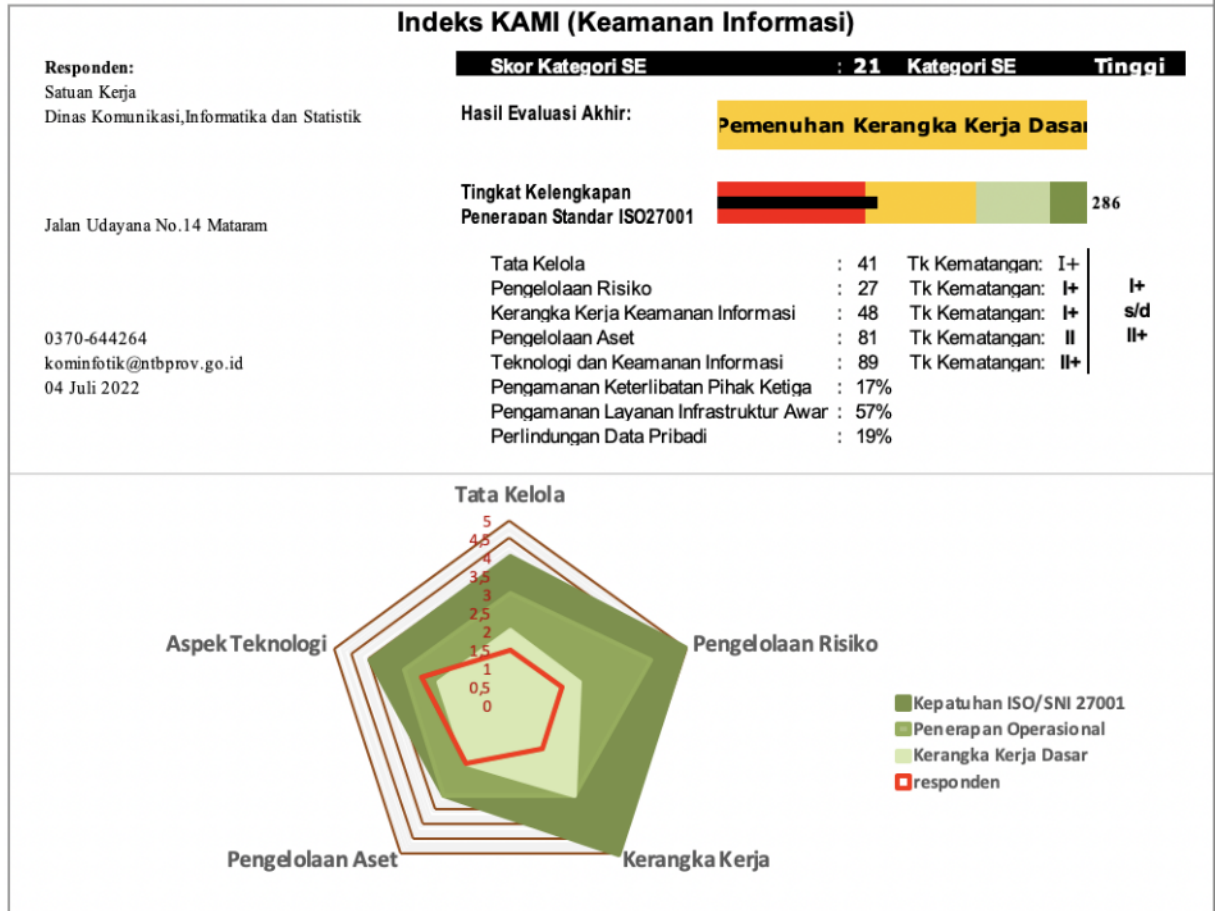 Indeks KAMI (Keamanan Informasi)
Responden:
Satuan Kerja
Dinas Komunikasi,Informatika dan Statistik
Jalan Udayana No.14 Mataram
0370-644264
kominfotik@ntbprov.go.id
04 Juli 2022
Skor Kategori SE : 21 Kategori SE Tinggi
Hasil Evaluasi Akhir:
Pemenuhan Kerangka Kerja Dasar
Tingkat Kelengkapan
Penerapan Standar ISO27001
286
Tata Kelola : 41 Tk Kematangan: I+
Pengelolaan Risiko : 27 Tk Kematangan: I+
Kerangka Kerja Keamanan Informasi : 48 Tk Kematangan: I+
Pengelolaan Aset : 81 Tk Kematangan: II
Teknologi dan Keamanan Informasi : 89 Tk Kematangan: II+
I+
s/d
II+
Pengamanan Keterlibatan Pihak Ketiga : 17%
Pengamanan Layanan Infrastruktur Awar : 57%
Perlindungan Data Pribadi : 19%
Tata Kelola
5
4,5
4
3,5
3
2,5
2
1,5
1
0,5
0
Aspek Teknologi
Pengelolaan Risiko
Pengelolaan Aset
Kerangka Kerja
Kepatuhan ISO/SNI 27001
Penerapan Operasional
Kerangka Kerja Dasar
responden